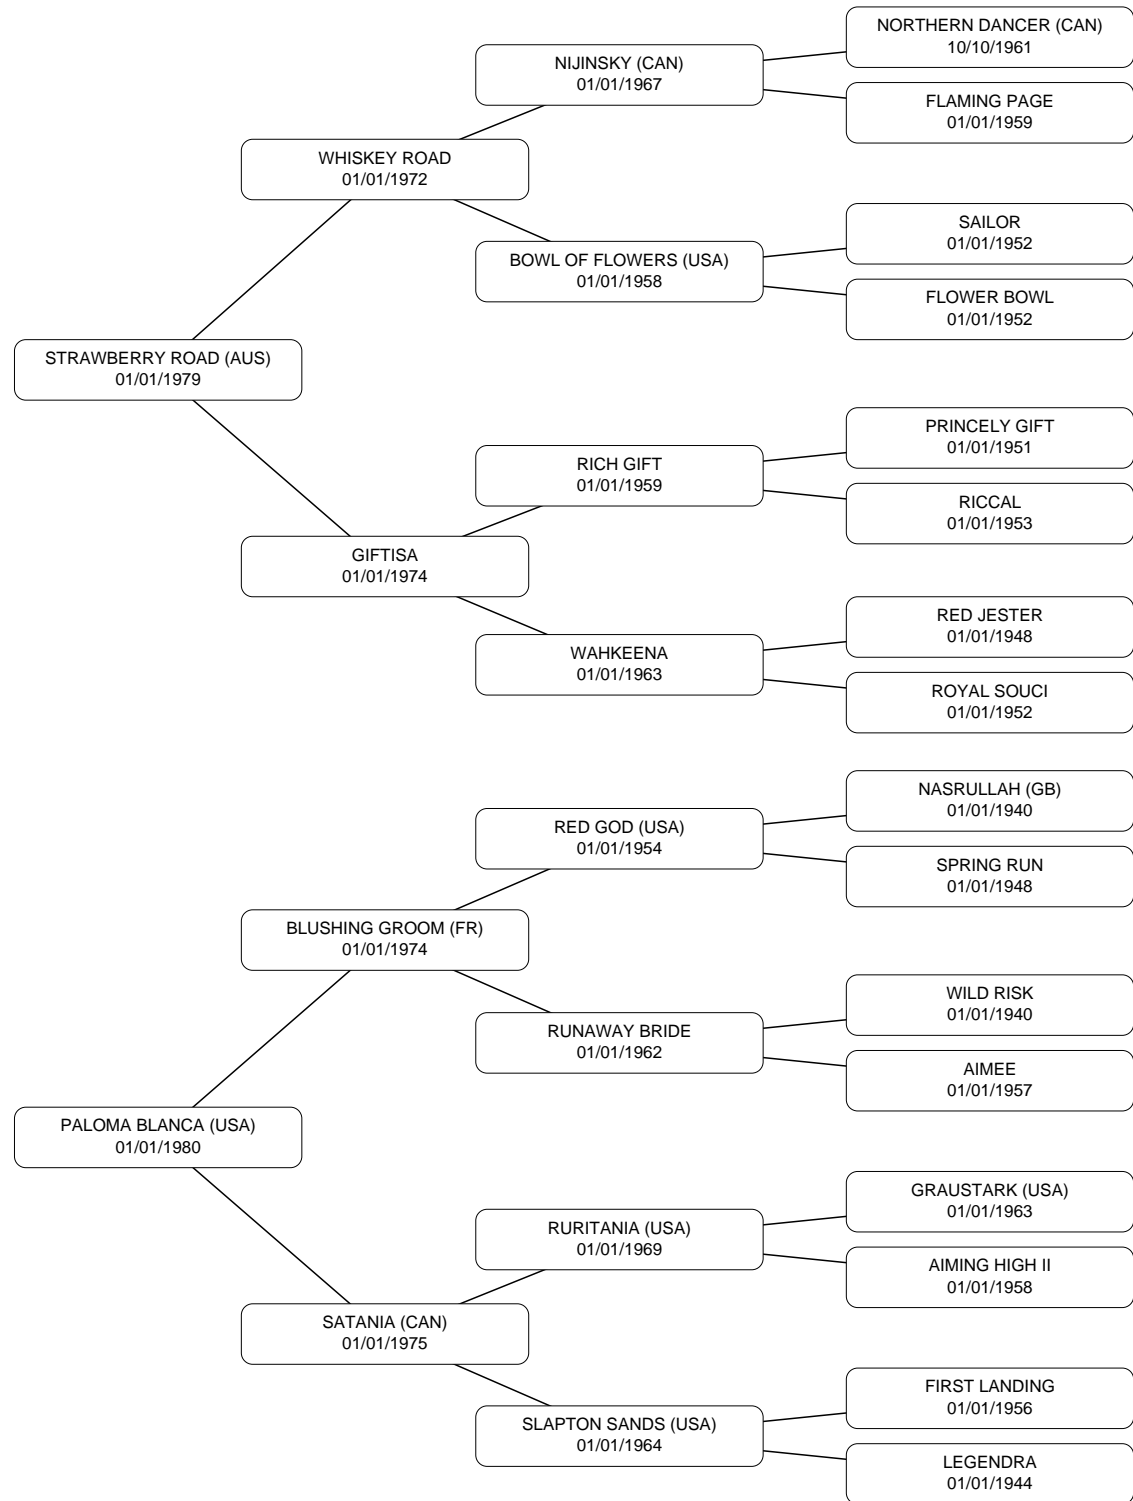 NORTHERN DANCER (CAN)
10/10/1961
NIJINSKY (CAN)
01/01/1967
FLAMING PAGE
01/01/1959
WHISKEY ROAD
01/01/1972
SAILOR
01/01/1952
BOWL OF FLOWERS (USA)
01/01/1958
FLOWER BOWL
01/01/1952
STRAWBERRY ROAD (AUS)
01/01/1979
PRINCELY GIFT
01/01/1951
RICH GIFT
01/01/1959
RICCAL
01/01/1953
GIFTISA
01/01/1974
RED JESTER
01/01/1948
WAHKEENA
01/01/1963
ROYAL SOUCI
01/01/1952
NASRULLAH (GB)
01/01/1940
RED GOD (USA)
01/01/1954
SPRING RUN
01/01/1948
BLUSHING GROOM (FR)
01/01/1974
WILD RISK
01/01/1940
RUNAWAY BRIDE
01/01/1962
AIMEE
01/01/1957
PALOMA BLANCA (USA)
01/01/1980
GRAUSTARK (USA)
01/01/1963
RURITANIA (USA)
01/01/1969
AIMING HIGH II
01/01/1958
SATANIA (CAN)
01/01/1975
FIRST LANDING
01/01/1956
SLAPTON SANDS (USA)
01/01/1964
LEGENDRA
01/01/1944